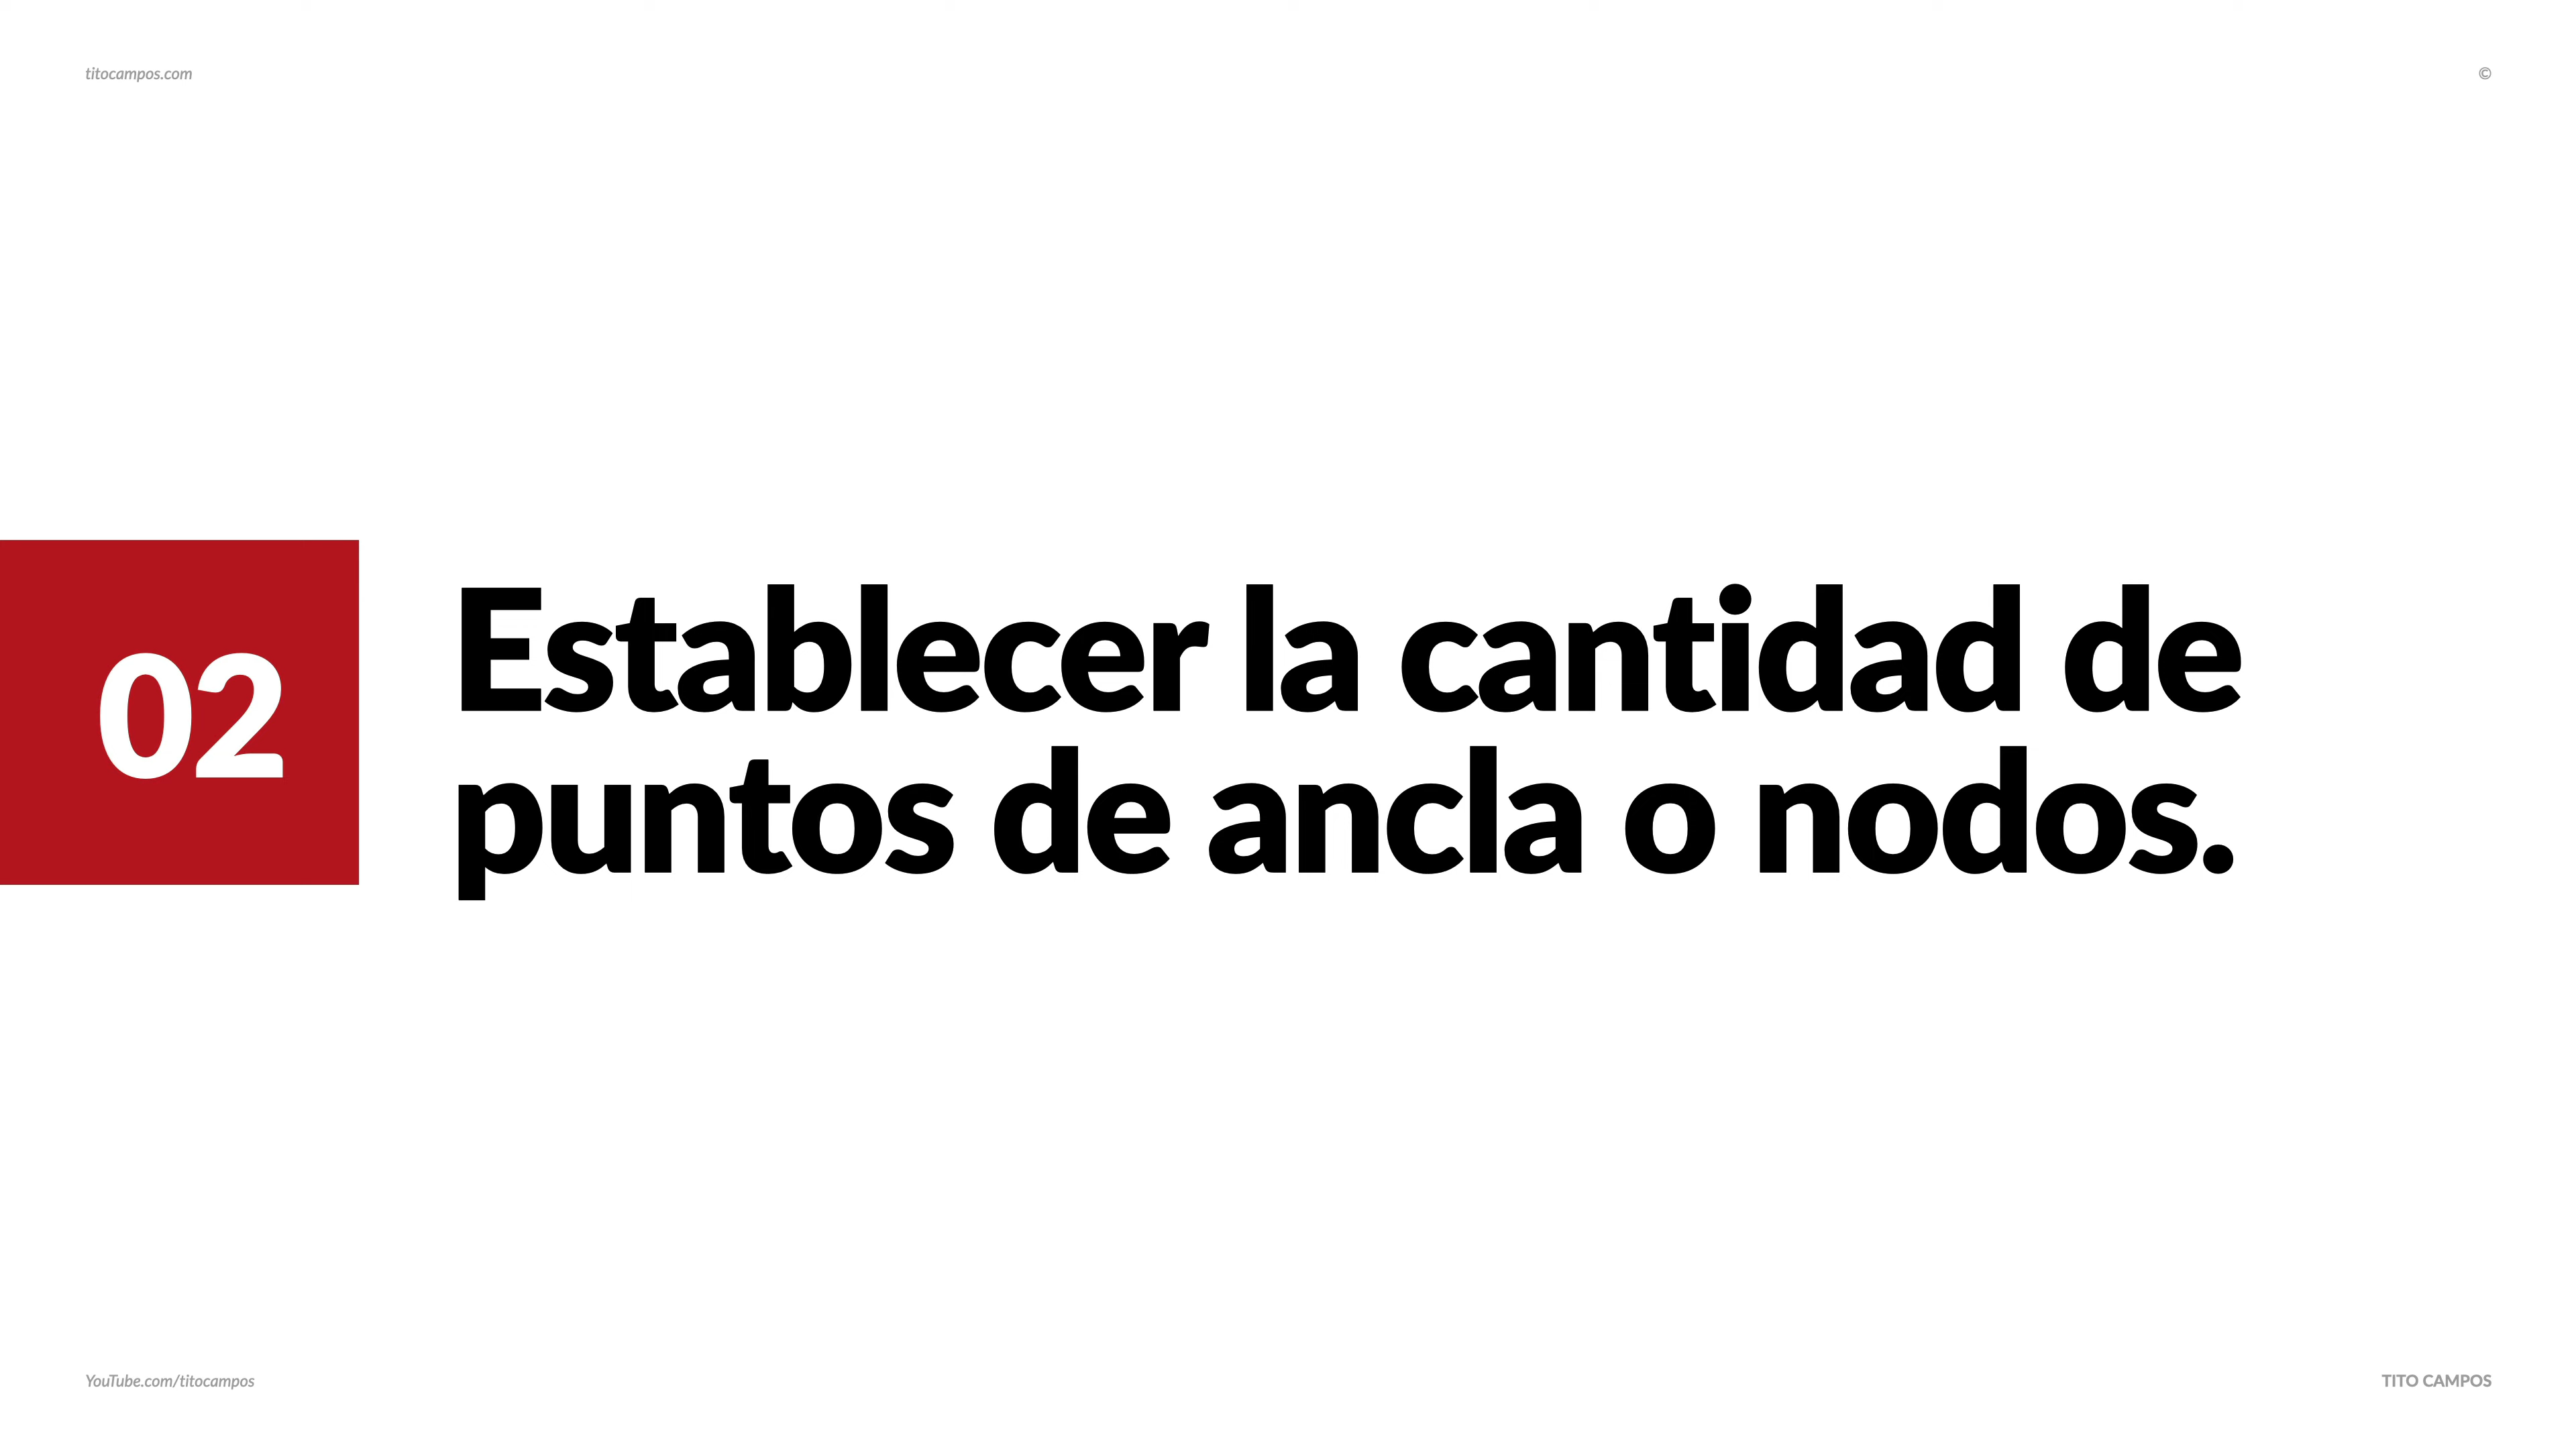 titocampos.com
©
02
Establecer la cantidad de
puntos de ancla o nodos.
YouTube.com/titocampos
TITO CAMPOS